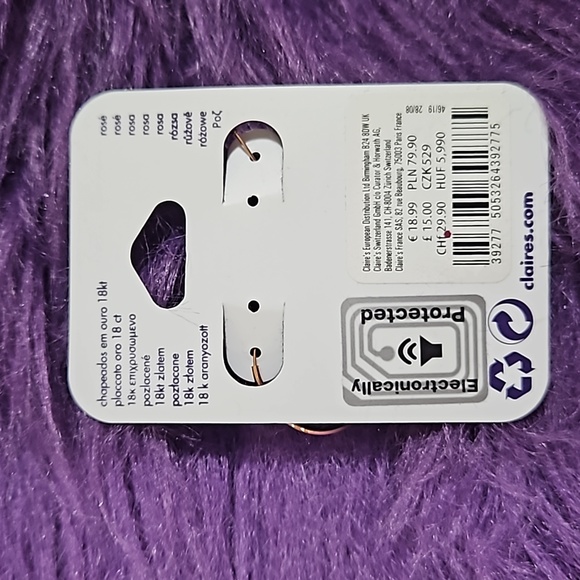 rosé
rosé
rosa
rosa
rosa
rózsa
růžové
różowe
Ροζ
chapeados em ouro 18kt
placcato oro 18 ct
18κ επιχρυσωμενο
pozlacené
18kt zlatem
pozłacane
18k złotem
18 k aranyozott
Claire's European Distribution Ltd Birmingham B24 8DW UK
Claire's Switzerland GmbH c/o Curator & Horwath AG,
Badenerstrasse 141, CH-8004 Zürich Switzerland
Claire's France SAS, 82 rue Beaubourg, 75003 Paris France
€ 18.99 PLN 79.90
£ 15.00 CZK 529
CHF 29.90 HUF 5,990
46/19 28/08
39277 5053264392775
Electronically
Protected
claires.com